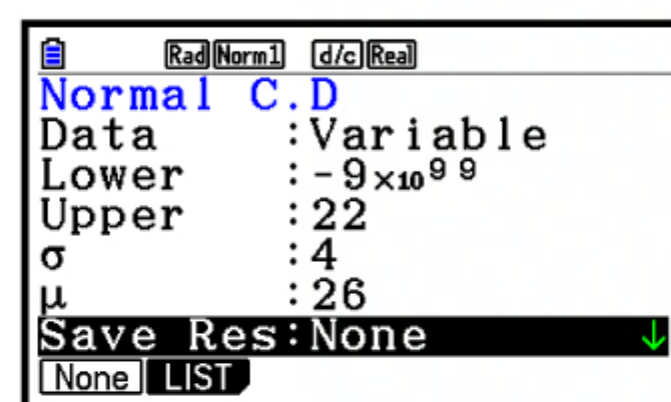 Rad Norm1 d/c Real
Normal C.D
Data :Variable
Lower :-9×10⁹⁹
Upper :22
σ :4
μ :26
Save Res:None ↓
None LIST